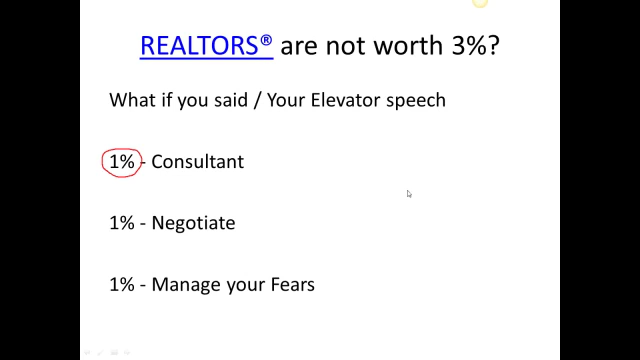 REALTORS® are not worth 3%?
What if you said / Your Elevator speech
1% - Consultant
1% - Negotiate
1% - Manage your Fears